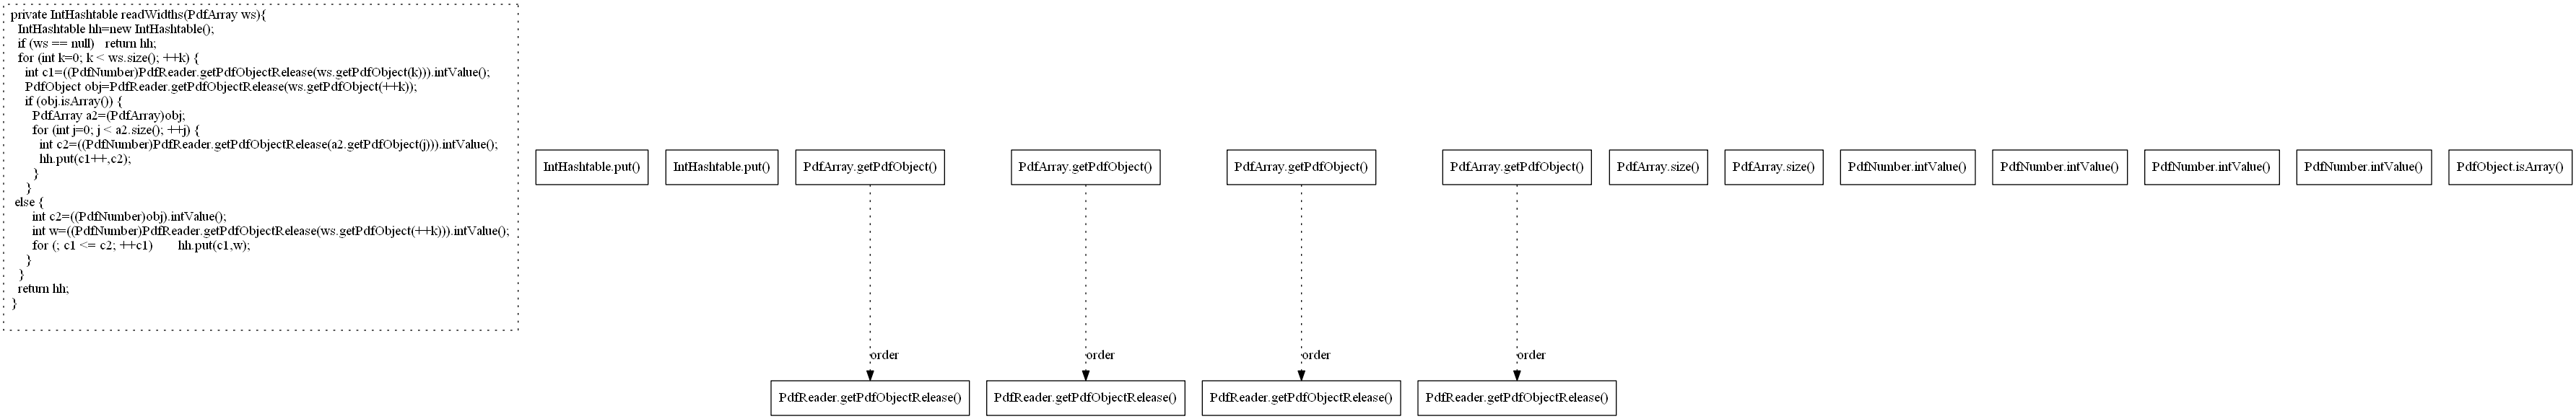 private IntHashtable readWidths(PdfArray ws){
IntHashtable hh=new IntHashtable();
if (ws == null)   return hh;
for (int k=0; k < ws.size(); ++k) {
int c1=((PdfNumber)PdfReader.getPdfObjectRelease(ws.getPdfObject(k))).intValue();
PdfObject obj=PdfReader.getPdfObjectRelease(ws.getPdfObject(++k));
if (obj.isArray()) {
PdfArray a2=(PdfArray)obj;
for (int j=0; j < a2.size(); ++j) {
int c2=((PdfNumber)PdfReader.getPdfObjectRelease(a2.getPdfObject(j))).intValue();
hh.put(c1++,c2);
}
}
else {
int c2=((PdfNumber)obj).intValue();
int w=((PdfNumber)PdfReader.getPdfObjectRelease(ws.getPdfObject(++k))).intValue();
for (; c1 <= c2; ++c1)       hh.put(c1,w);
}
}
return hh;
}
IntHashtable.put()
IntHashtable.put()
PdfArray.getPdfObject()
PdfArray.getPdfObject()
PdfArray.getPdfObject()
PdfArray.getPdfObject()
PdfArray.size()
PdfArray.size()
PdfNumber.intValue()
PdfNumber.intValue()
PdfNumber.intValue()
PdfNumber.intValue()
PdfObject.isArray()
order
order
order
order
PdfReader.getPdfObjectRelease()
PdfReader.getPdfObjectRelease()
PdfReader.getPdfObjectRelease()
PdfReader.getPdfObjectRelease()